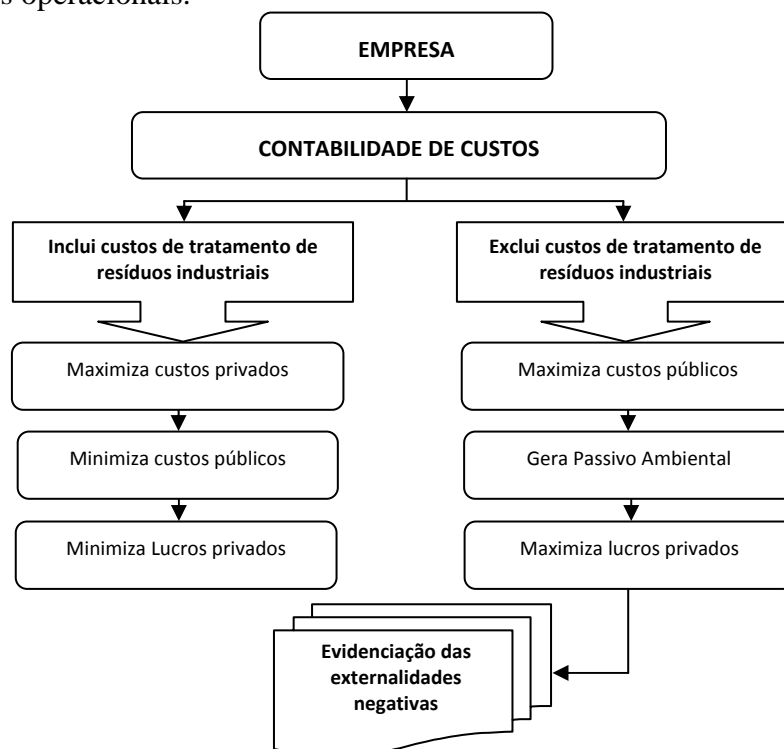 s operacionais.
EMPRESA
CONTABILIDADE DE CUSTOS
Inclui custos de tratamento de
resíduos industriais
Exclui custos de tratamento de
resíduos industriais
Maximiza custos privados
Maximiza custos públicos
Minimiza custos públicos
Gera Passivo Ambiental
Minimiza Lucros privados
Maximiza lucros privados
Evidenciação das
externalidades
negativas